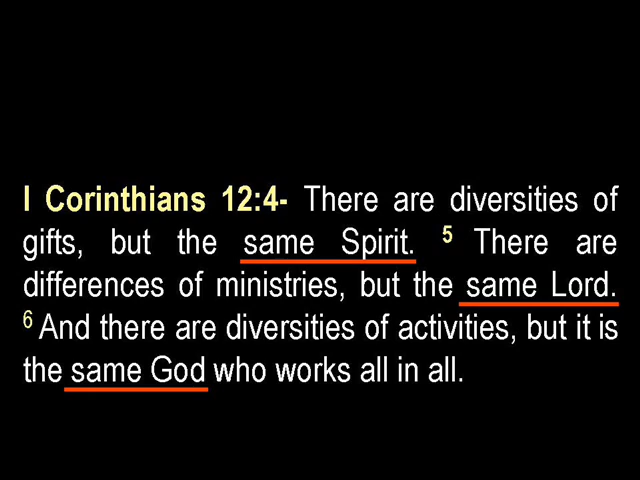 I Corinthians 12:4- There are diversities of
gifts, but the same Spirit. 5 There are
differences of ministries, but the same Lord.
6 And there are diversities of activities, but it is
the same God who works all in all.